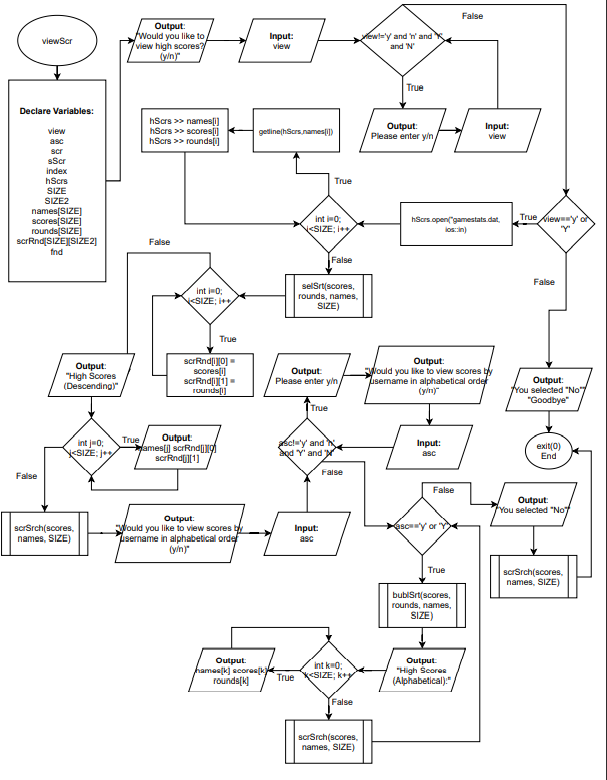 viewScr
Declare Variables:
view
asc
scr
sScr
index
hScrs
SIZE
SIZE2
names[SIZE]
scores[SIZE]
rounds[SIZE]
scrRnd[SIZE][SIZE2]
fnd
Output:
"Would you like to
view high scores?
(y/n)"
Input:
view
view!='y' and 'n' and 'Y'
and 'N'
False
True
Output:
Please enter y/n
Input:
view
view=='y' or
'Y'
True
False
hScrs.open("gamestats.dat,
ios::in)
int i=0;
i<SIZE; i++
True
getline(hScrs,names[i])
hScrs >> names[i]
hScrs >> scores[i]
hScrs >> rounds[i]
False
selSrt(scores,
rounds, names,
SIZE)
int i=0;
i<SIZE; i++
True
scrRnd[i][0] =
scores[i]
scrRnd[i][1] =
rounds[i]
False
Output:
"High Scores
(Descending)"
int j=0;
j<SIZE; j++
True
Output:
names[j] scrRnd[j][0]
scrRnd[j][1]
False
scrSrch(scores,
names, SIZE)
Output:
"Would you like to view scores by
username in alphabetical order
(y/n)"
Input:
asc
asc!='y' and 'n'
and 'Y' and 'N'
True
Output:
Please enter y/n
Output:
"Would you like to view scores by
username in alphabetical order
(y/n)"
Input:
asc
False
asc=='y' or 'Y'
False
Output:
"You selected "No""
scrSrch(scores,
names, SIZE)
Output:
"You selected "No"
"Goodbye"
exit(0)
End
True
bublSrt(scores,
rounds, names,
SIZE)
Output:
"High Scores
(Alphabetical):"
int k=0;
k<SIZE; k++
True
Output:
names[k] scores[k]
rounds[k]
False
scrSrch(scores,
names, SIZE)